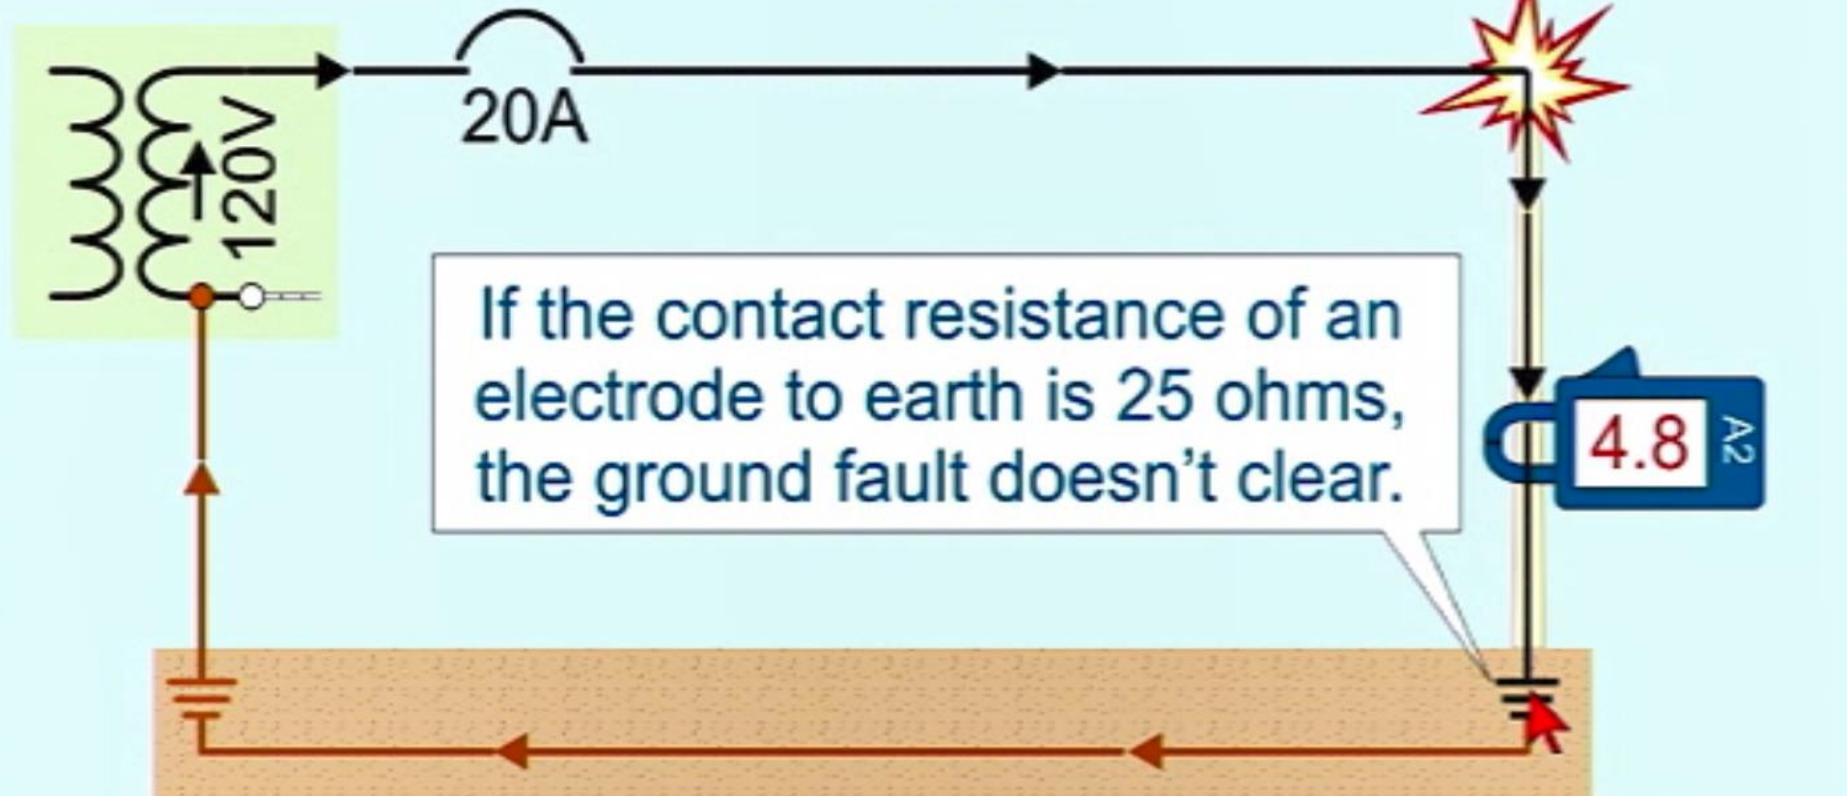 120V
20A
If the contact resistance of an
electrode to earth is 25 ohms,
the ground fault doesn’t clear.
4.8
A2